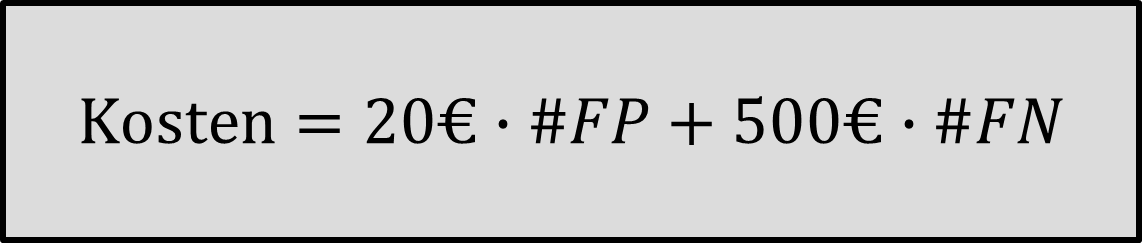 Kosten = 20€ · #FP + 500€ · #FN